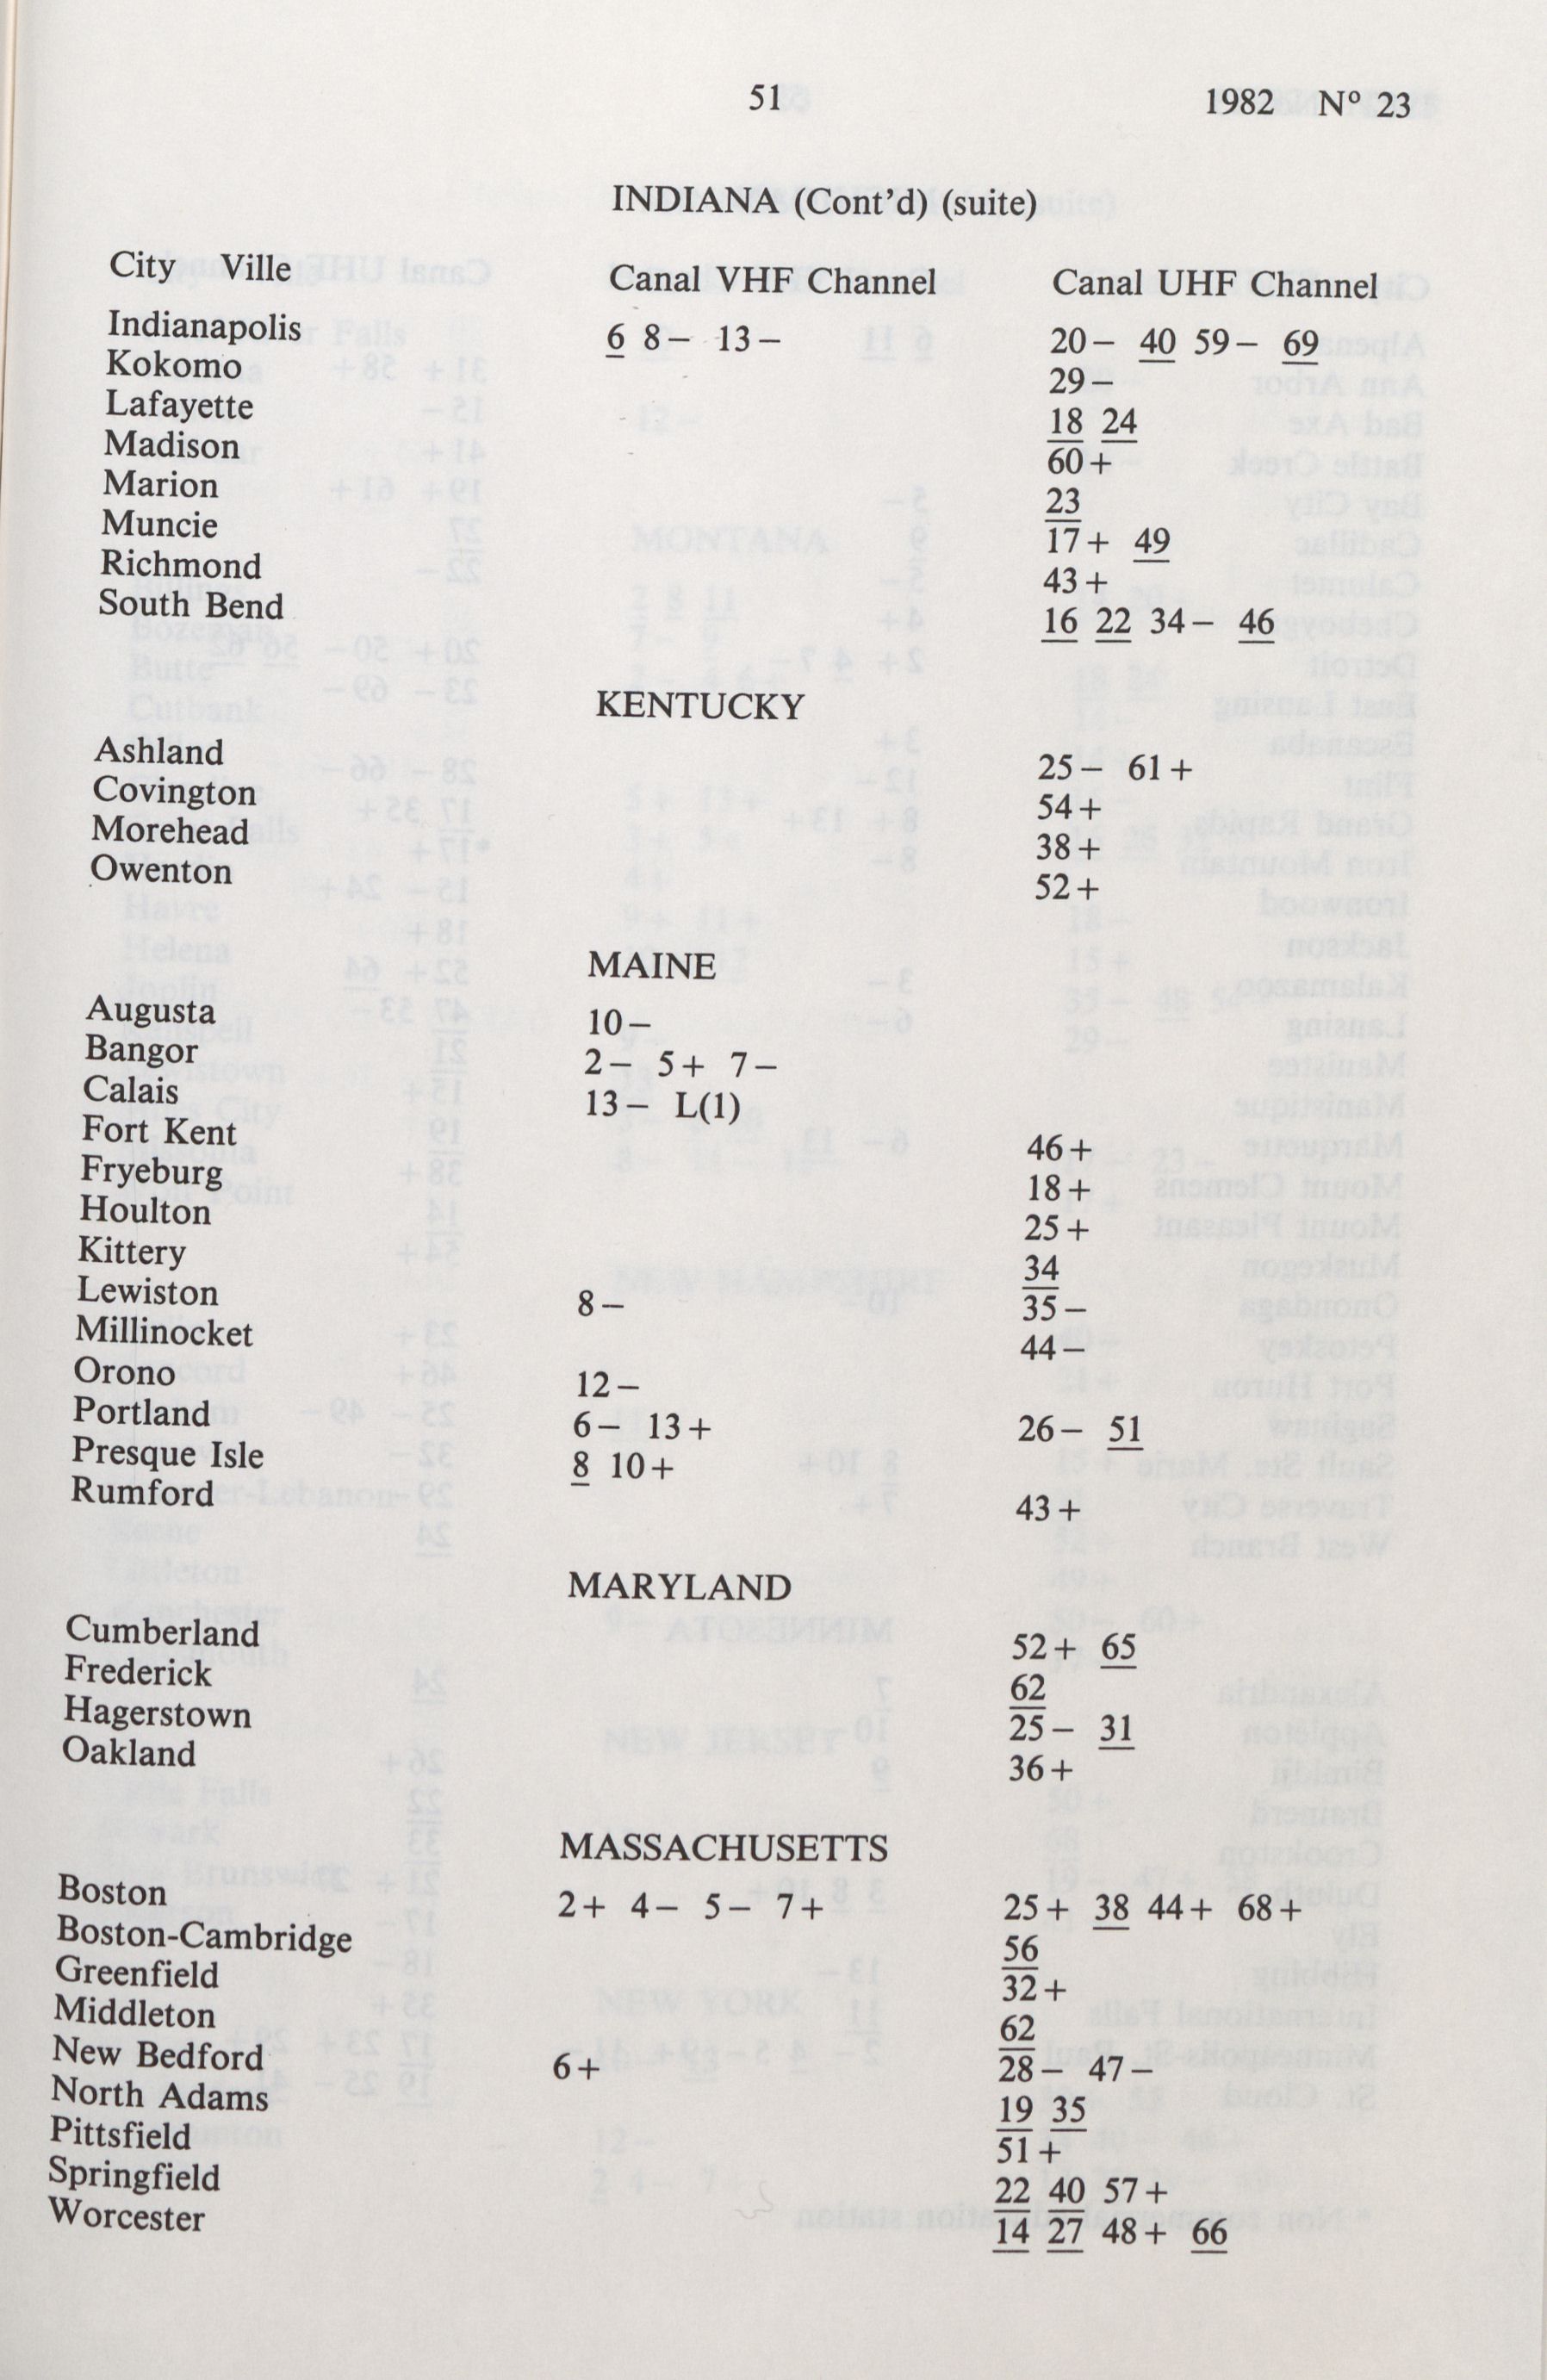 51 1982 Nº 23
INDIANA (Cont'd) (suite)
City Ville Canal VHF Channel Canal UHF Channel
Indianapolis 6 8− 13− 20− 40 59− 69
Kokomo 29−
Lafayette 18 24
Madison 60+
Marion 23
Muncie 17+ 49
Richmond 43+
South Bend 16 22 34− 46
KENTUCKY
Ashland 25− 61+
Covington 54+
Morehead 38+
Owenton 52+
MAINE
Augusta 10−
Bangor 2− 5+ 7−
Calais 13− L(1)
Fort Kent 46+
Fryeburg 18+
Houlton 25+
Kittery 34
Lewiston 8− 35−
Millinocket 44−
Orono 12−
Portland 6− 13+ 26− 51
Presque Isle 8 10+
Rumford 43+
MARYLAND
Cumberland 52+ 65
Frederick 62
Hagerstown 25− 31
Oakland 36+
MASSACHUSETTS
Boston 2+ 4− 5− 7+ 25+ 38 44+ 68+
Boston-Cambridge 56
Greenfield 32+
Middleton 62
New Bedford 6+ 28− 47−
North Adams 19 35
Pittsfield 51+
Springfield 22 40 57+
Worcester 14 27 48+ 66